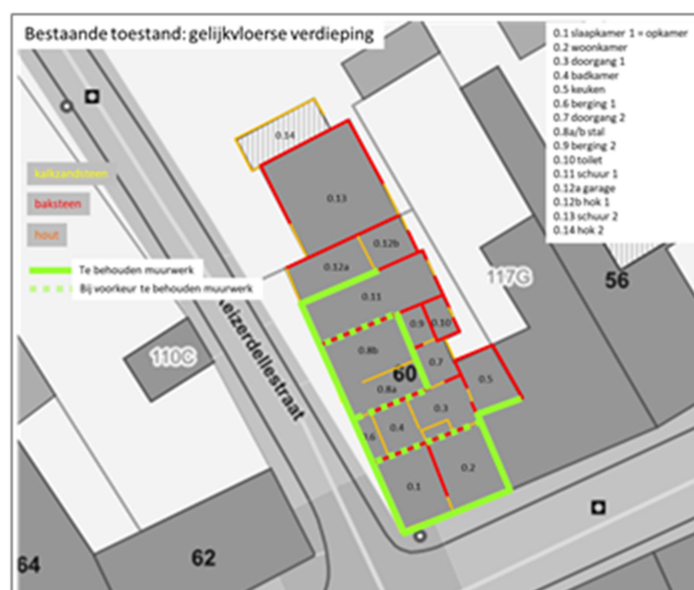 Bestaande toestand: gelijkvloerse verdieping
0.1 slaapkamer 1 = opkamer
0.2 woonkamer
0.3 doorgang 1
0.4 badkamer
0.5 keuken
0.6 berging 1
0.7 doorgang 2
0.8a/b stal
0.9 berging 2
0.10 toilet
0.11 schuur 1
0.12a garage
0.12b hok 1
0.13 schuur 2
0.14 hok 2
kalkzandsteen
baksteen
hout
Te behouden muurwerk
Bij voorkeur te behouden muurwerk
0.14
0.13
0.12b
0.12a
0.11
0.9
0.10
0.8b
0.7
60
0.8a
0.5
0.3
0.4
0.6
0.2
0.1
117G
56
110C
64
62